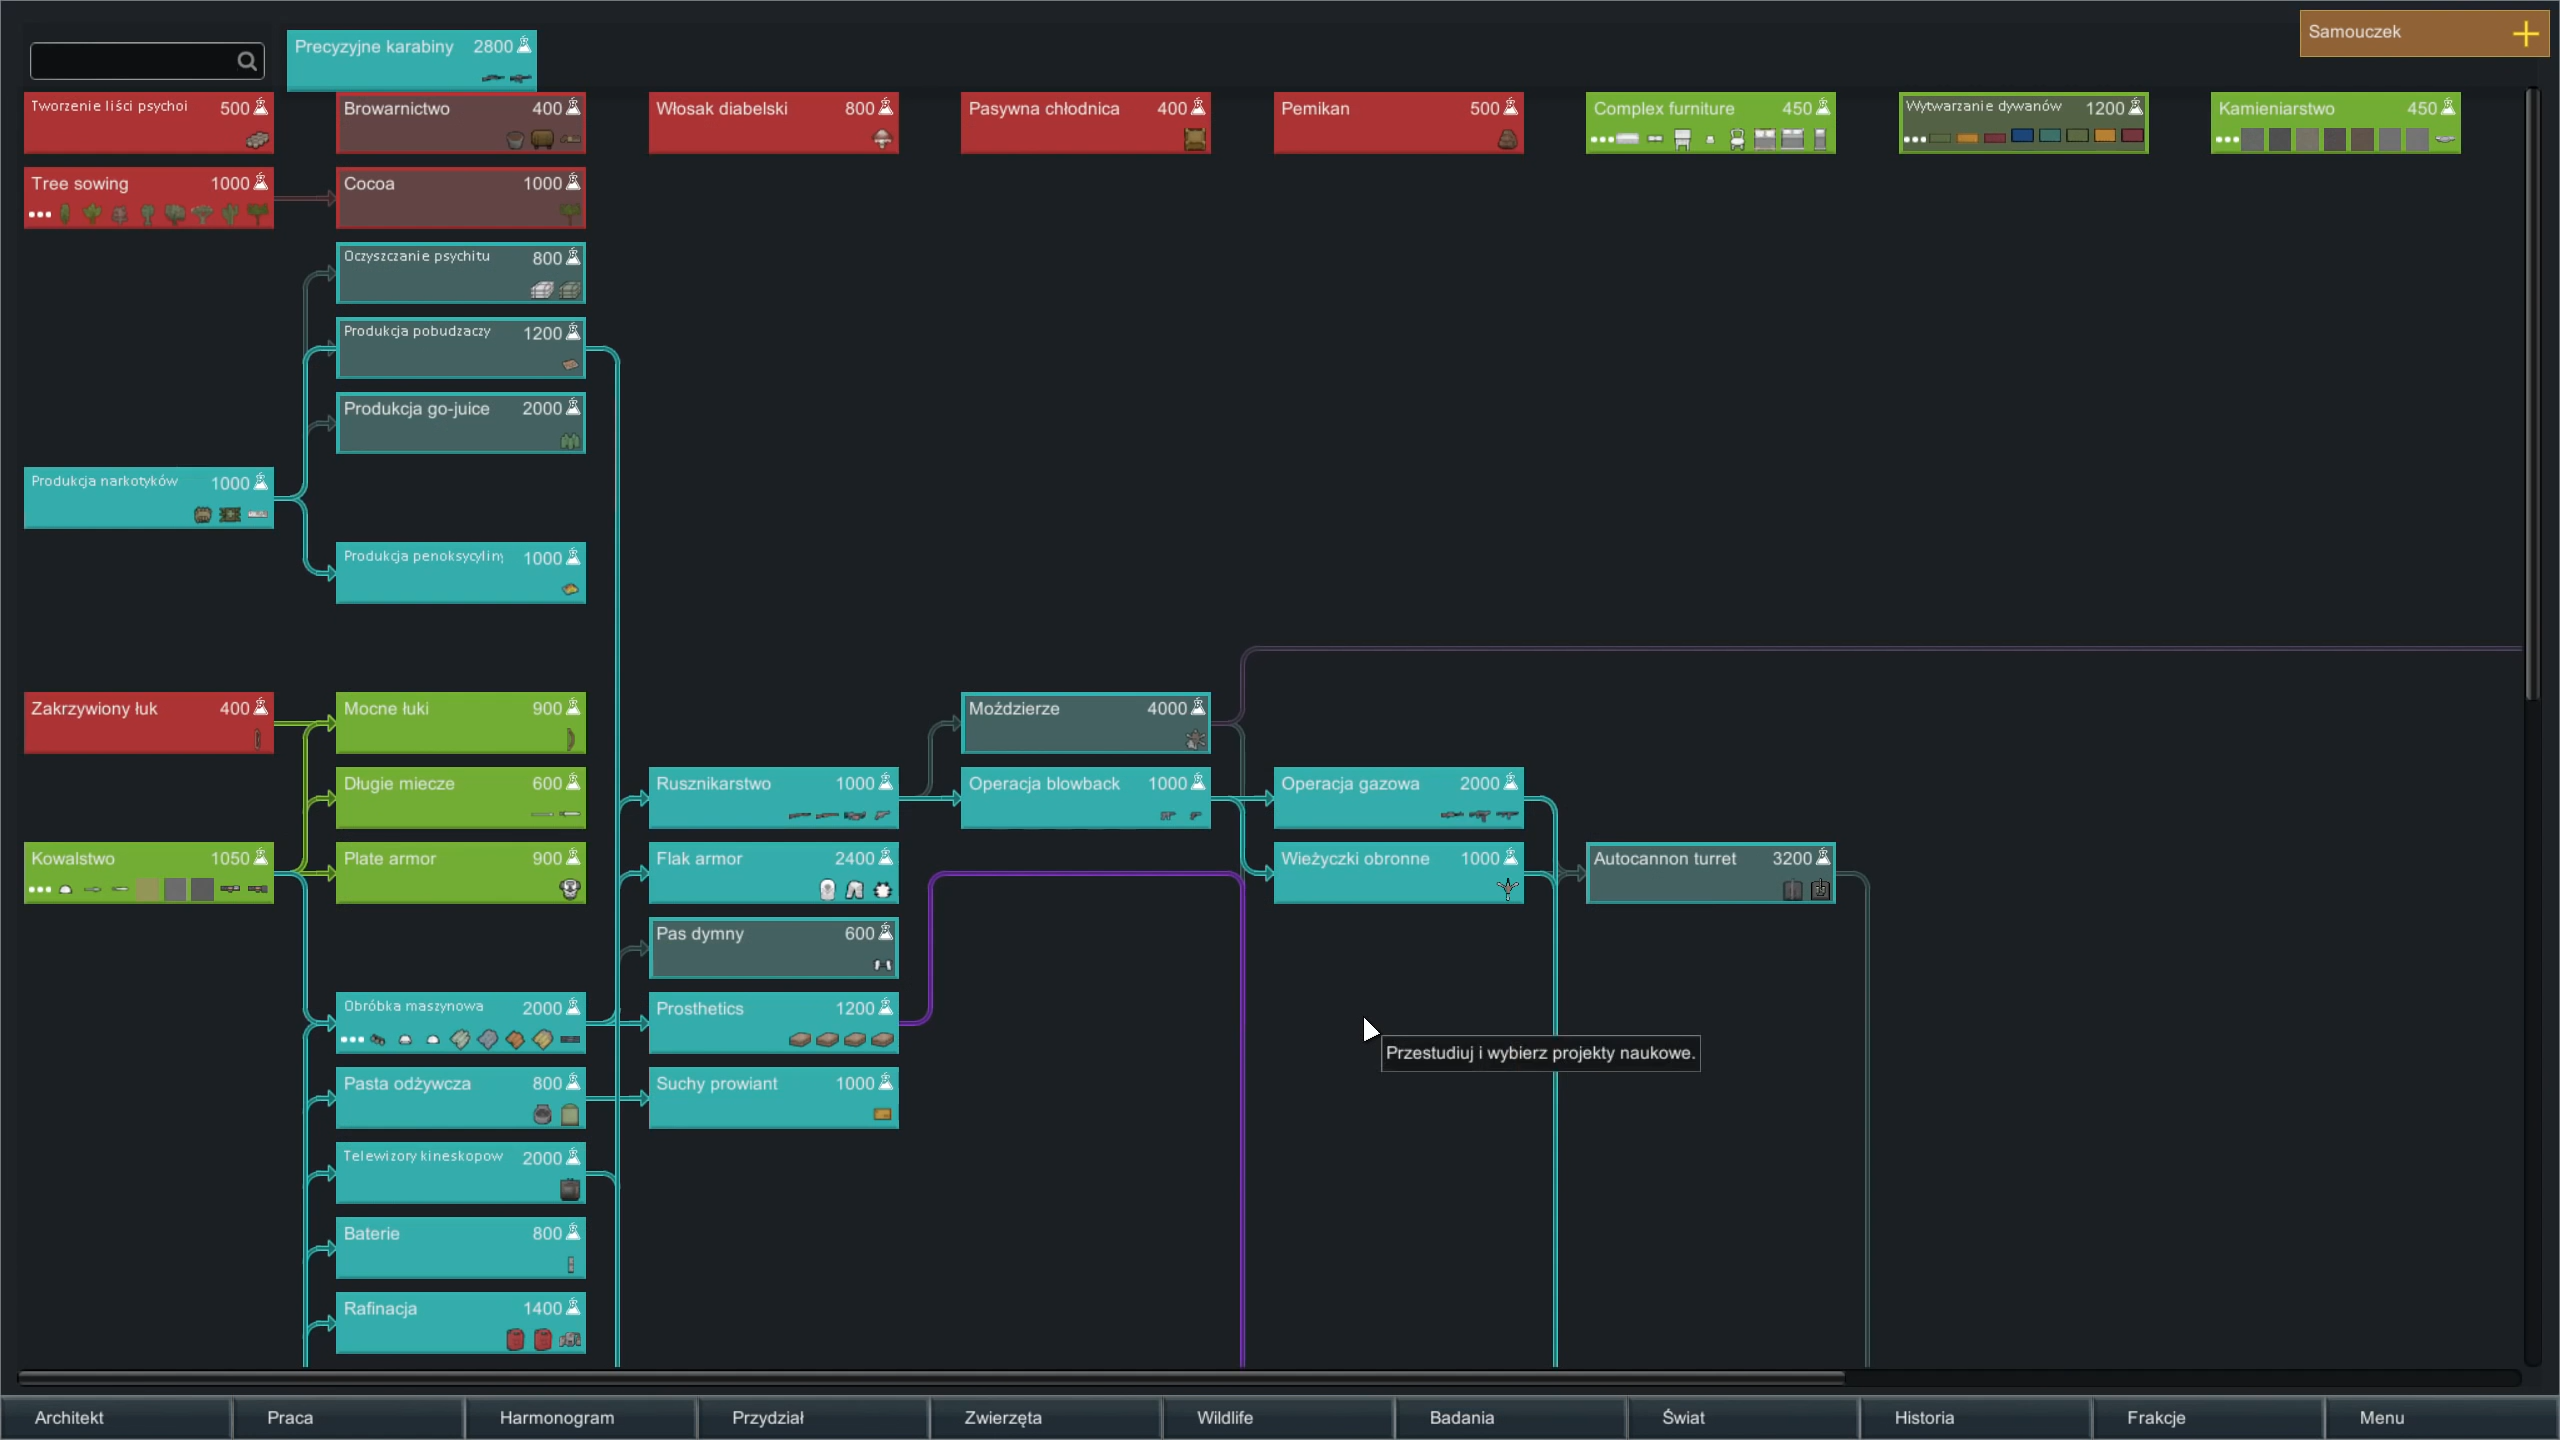 Precyzyjne karabiny 2800
Samouczek
Tworzenie liści psychoi 500
Browarnictwo 400
Włosak diabelski 800
Pasywna chłodnica 400
Pemikan 500
Complex furniture 450
Wytwarzanie dywanów 1200
Kamieniarstwo 450
Tree sowing 1000
Cocoa 1000
Oczyszczanie psychitu 800
Produkcja pobudzaczy 1200
Produkcja go-juice 2000
Produkcja narkotyków 1000
Produkcja penoksycylin 1000
Zakrzywiony łuk 400
Mocne łuki 900
Moździerze 4000
Długie miecze 600
Rusznikarstwo 1000
Operacja blowback 1000
Operacja gazowa 2000
Kowalstwo 1050
Plate armor 900
Flak armor 2400
Wieżyczki obronne 1000
Autocannon turret 3200
Pas dymny 600
Obróbka maszynowa 2000
Prosthetics 1200
Przestudiuj i wybierz projekty naukowe.
Pasta odżywcza 800
Suchy prowiant 1000
Telewizory kineskopow 2000
Baterie 800
Rafinacja 1400
Architekt
Praca
Harmonogram
Przydział
Zwierzęta
Wildlife
Badania
Świat
Historia
Frakcje
Menu